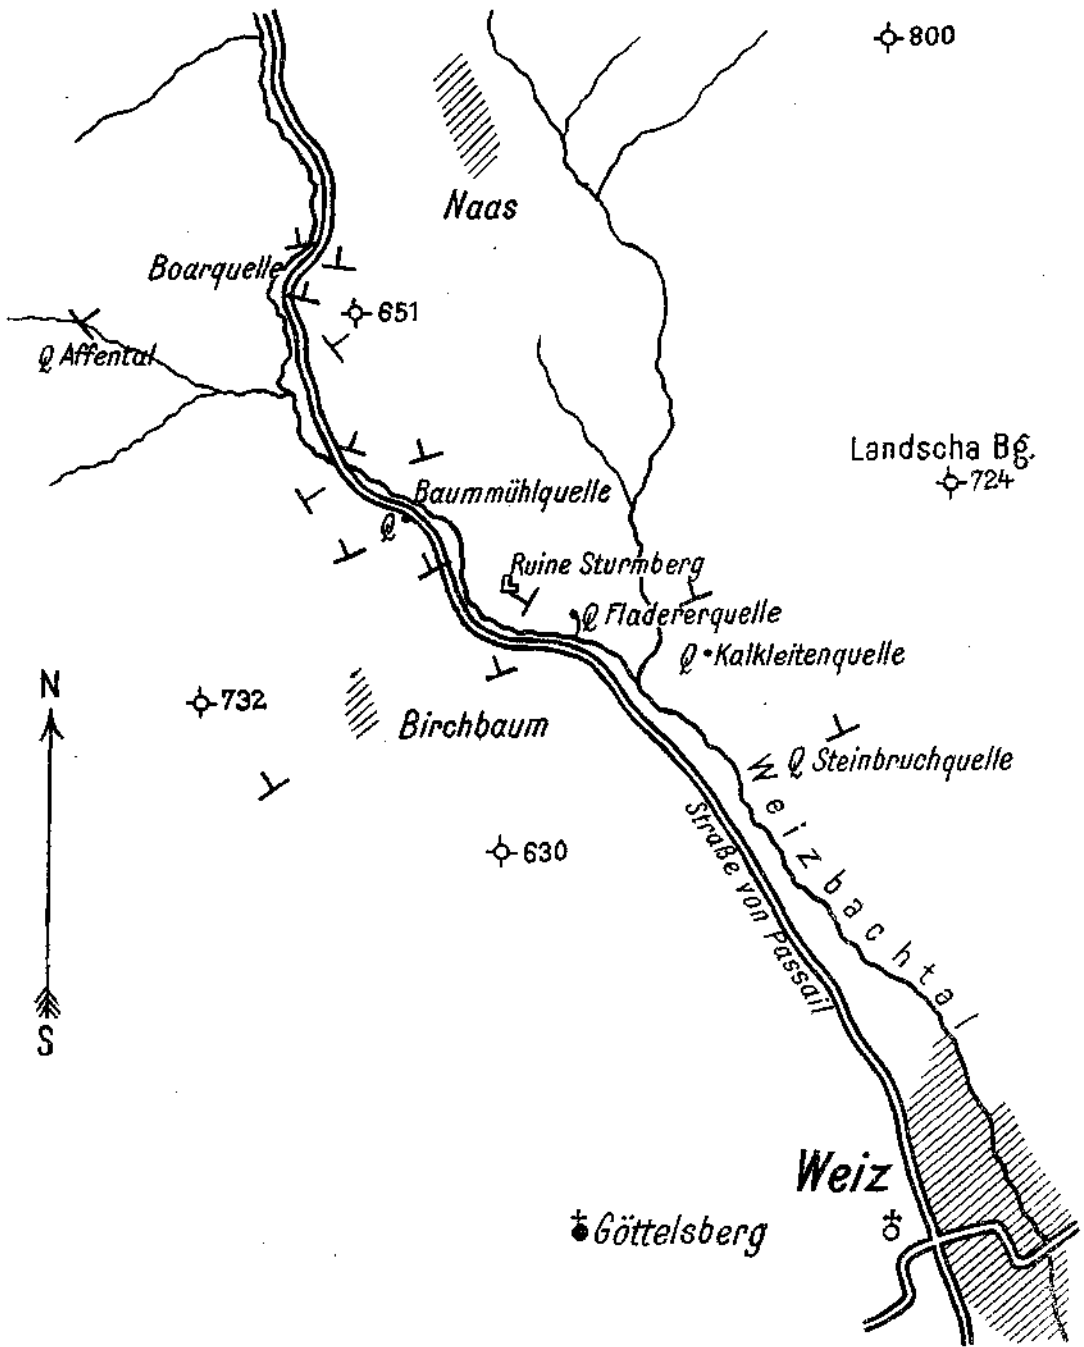 800
Naas
Boarquelle
651
Q Affental
Landscha Bg.
724
Baummühlquelle
Q
Ruine Sturmberg
Q Fladererquelle
Q Kalkleitenquelle
N
732
Birchbaum
Q Steinbruchquelle
Weizbachtal
Straße von Passail
630
S
Weiz
Göttelsberg